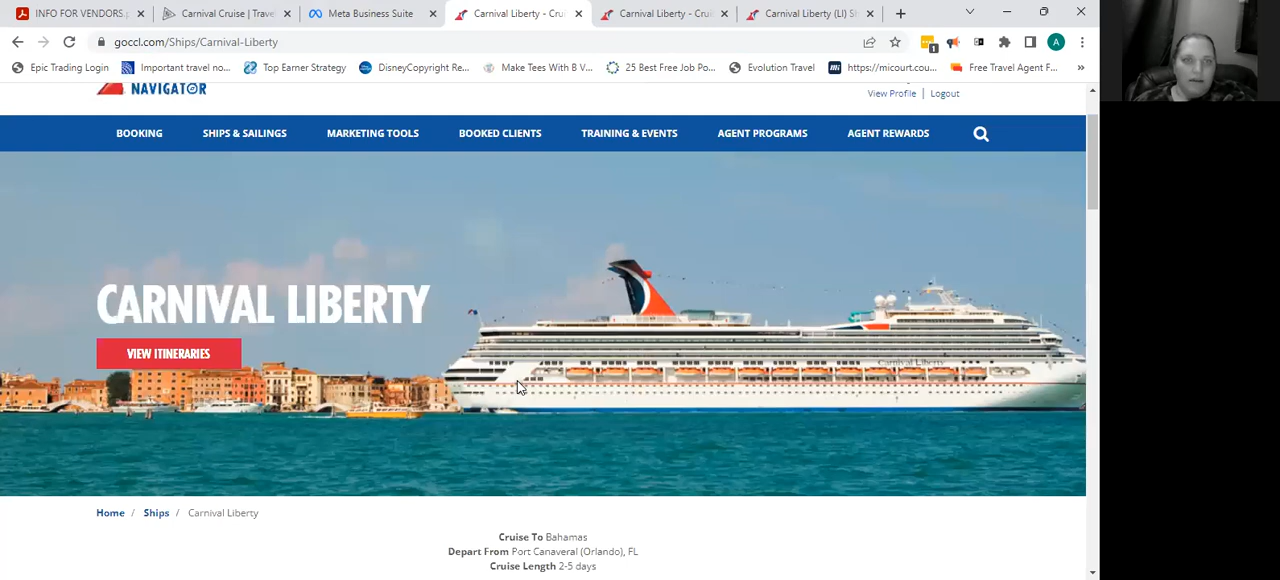 INFO FOR VENDORS.p
Carnival Cruise | Trave
Meta Business Suite
Carnival Liberty - Crui
Carnival Liberty - Crui
Carnival Liberty (LI) Sh
goccl.com/Ships/Carnival-Liberty
1
A
Epic Trading Login
Important travel no...
Top Earner Strategy
DisneyCopyright Re...
Make Tees With B V...
25 Best Free Job Po...
Evolution Travel
https://micourt.cou...
Free Travel Agent F...
»
NAVIGATOR
View Profile | Logout
BOOKING
SHIPS & SAILINGS
MARKETING TOOLS
BOOKED CLIENTS
TRAINING & EVENTS
AGENT PROGRAMS
AGENT REWARDS
CARNIVAL LIBERTY
VIEW ITINERARIES
Carnival Liberty
Home / Ships / Carnival Liberty
Cruise To Bahamas
Depart From Port Canaveral (Orlando), FL
Cruise Length 2-5 days